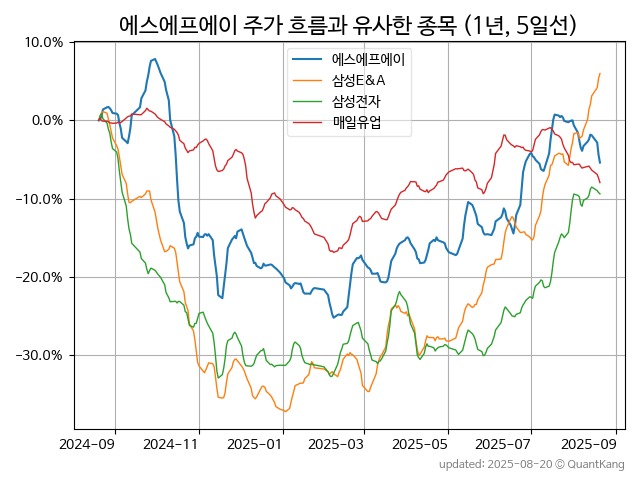 에스에프에이 주가 흐름과 유사한 종목 (1년, 5일선)
에스에프에이
삼성E&A
삼성전자
매일유업
10.0%
0.0%
-10.0%
-20.0%
-30.0%
2024-09 2024-11 2025-01 2025-03 2025-05 2025-07 2025-09
updated: 2025-08-20 © QuantKang